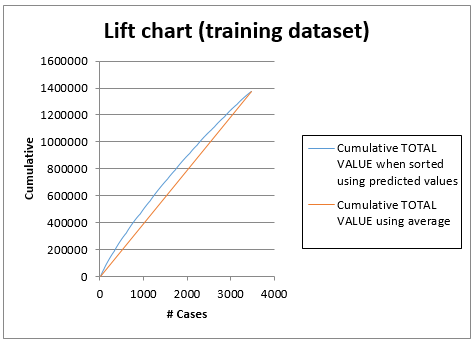 Lift chart (training dataset)
1600000
1400000
1200000
1000000
800000
600000
400000
200000
0
Cumulative
0 1000 2000 3000 4000
# Cases
Cumulative TOTAL
VALUE when sorted
using predicted values
Cumulative TOTAL
VALUE using average